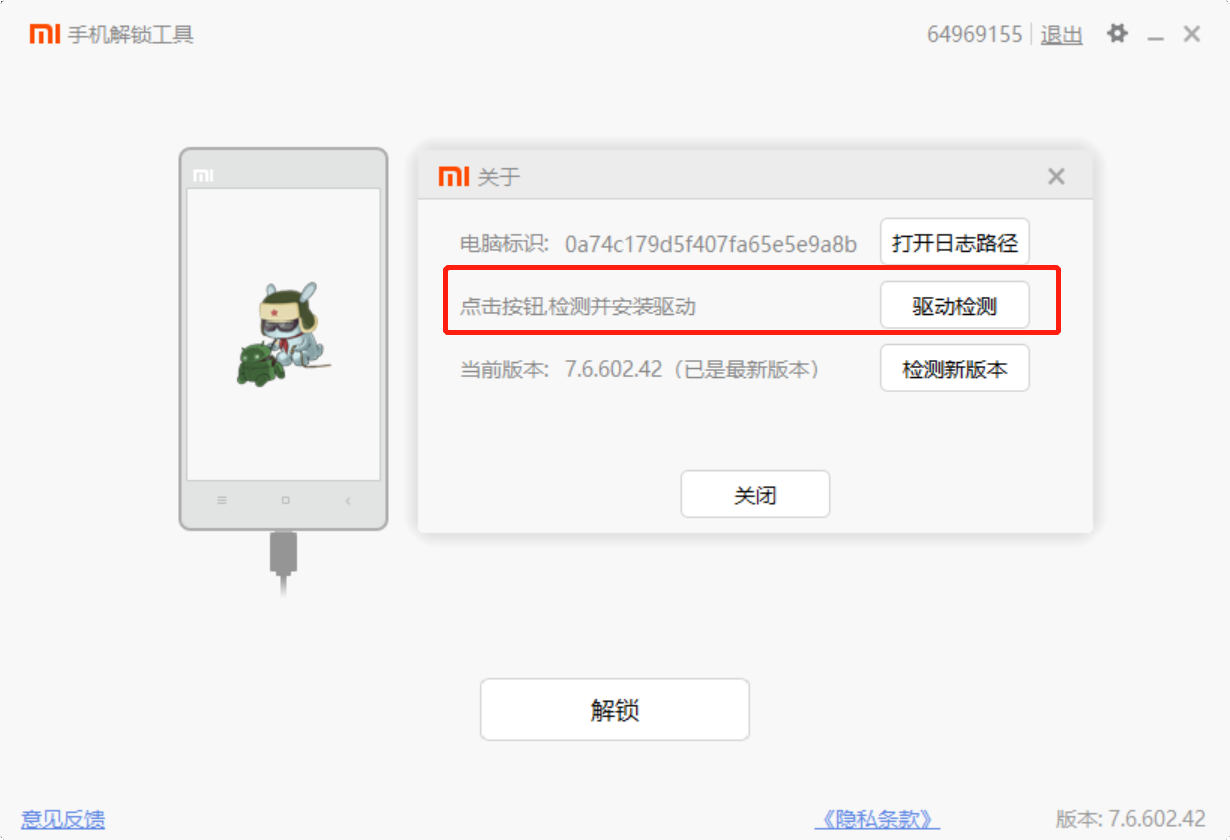 手机解锁工具 64969155 退出
关于
电脑标识: 0a74c179d5f407fa65e5e9a8b 打开日志路径
点击按钮,检测并安装驱动 驱动检测
当前版本: 7.6.602.42（已是最新版本） 检测新版本
关闭
解锁
意见反馈 《隐私条款》 版本: 7.6.602.42